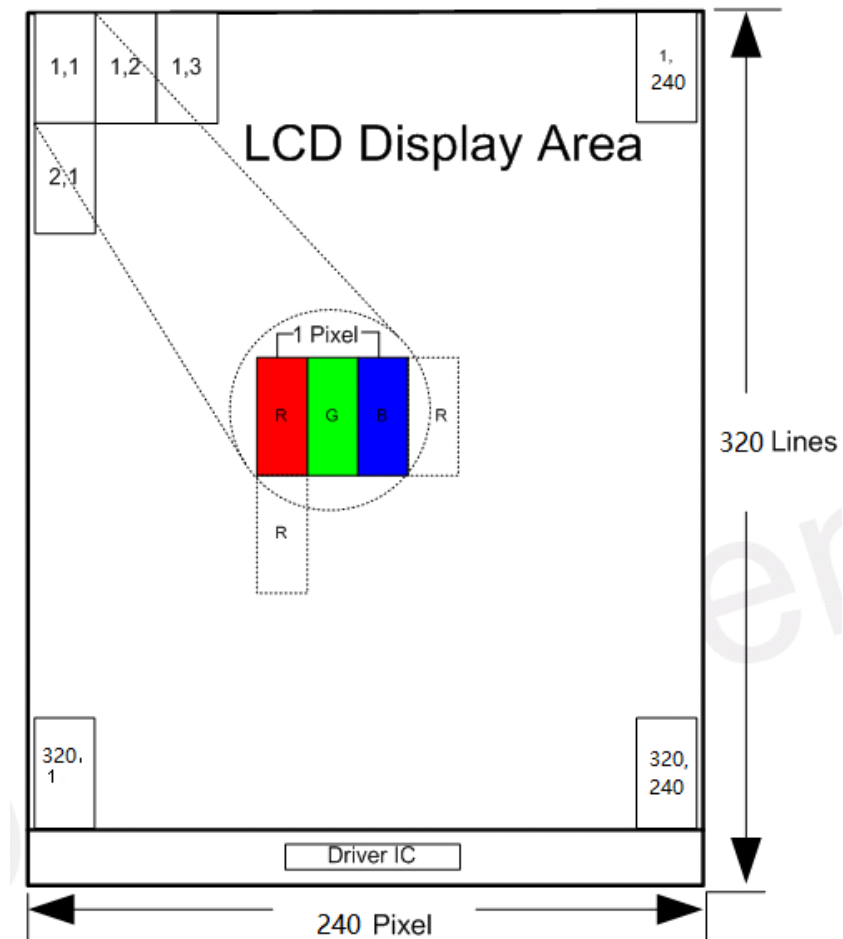 1,1 1,2 1,3 1,
240
LCD Display Area
2,1
1 Pixel
R G B R
320 Lines
R
320,
1
320,
240
Driver IC
240 Pixel